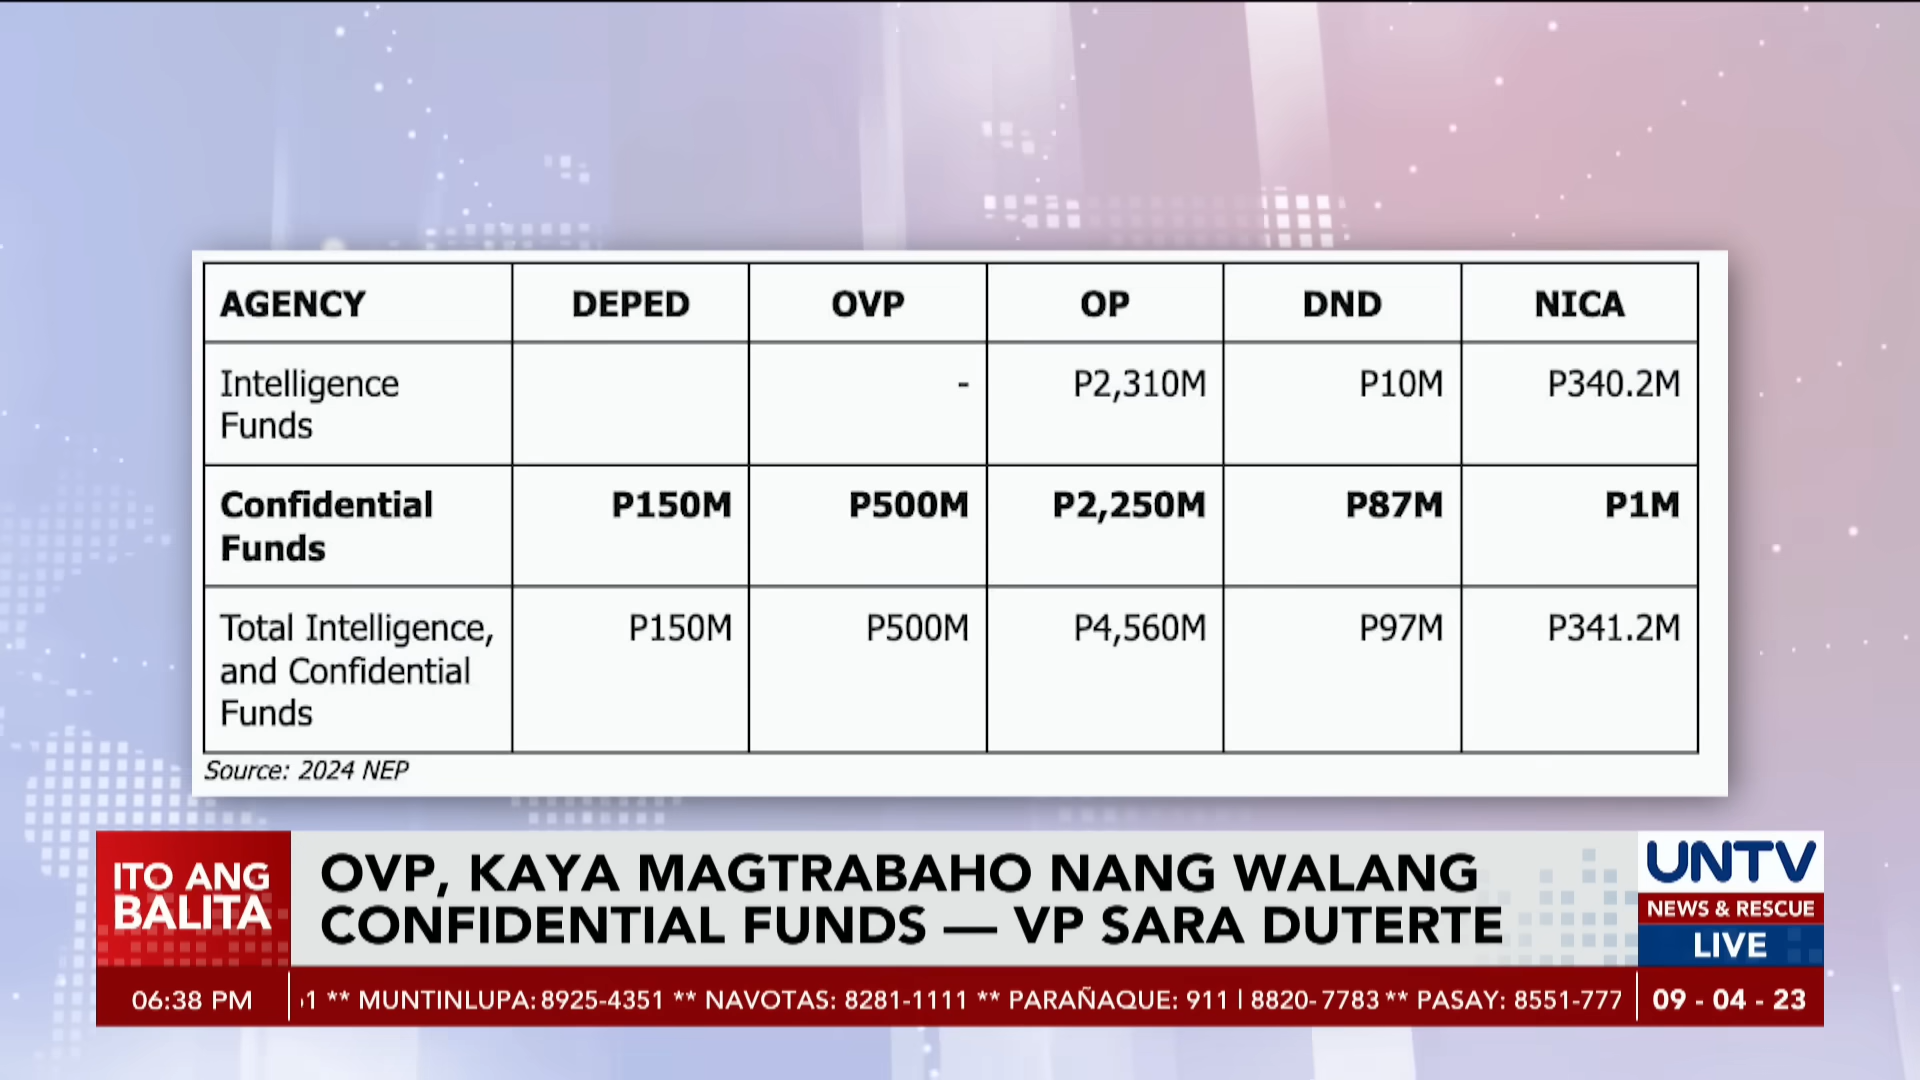 AGENCY DEPED OVP OP DND NICA
Intelligence - P2,310M P10M P340.2M
Funds
Confidential P150M P500M P2,250M P87M P1M
Funds
Total Intelligence, P150M P500M P4,560M P97M P341.2M
and Confidential
Funds
Source: 2024 NEP
ITO ANG
BALITA
OVP, KAYA MAGTRABAHO NANG WALANG
CONFIDENTIAL FUNDS — VP SARA DUTERTE
UNTV
NEWS & RESCUE
LIVE
06:38 PM
1 ** MUNTINLUPA: 8925-4351 ** NAVOTAS: 8281-1111 ** PARAÑAQUE: 911 | 8820-7783 ** PASAY: 8551-777
09 - 04 - 23